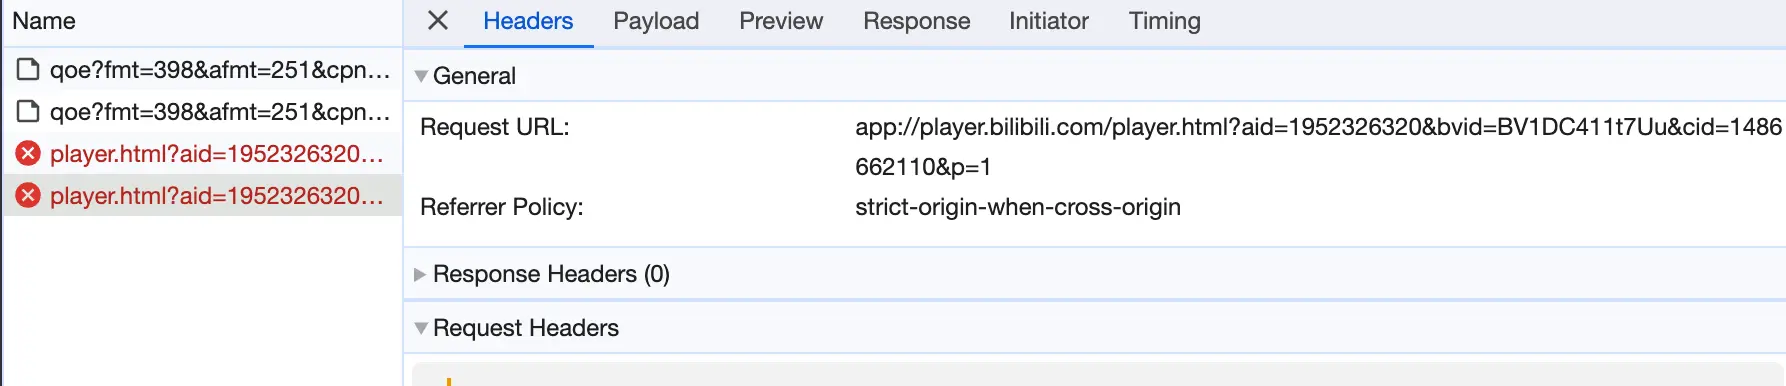 Name
Headers Payload Preview Response Initiator Timing
qoe?fmt=398&afmt=251&cpn...
qoe?fmt=398&afmt=251&cpn...
player.html?aid=1952326320...
player.html?aid=1952326320...
General
Request URL: app://player.bilibili.com/player.html?aid=1952326320&bvid=BV1DC411t7Uu&cid=1486
662110&p=1
Referrer Policy: strict-origin-when-cross-origin
Response Headers (0)
Request Headers